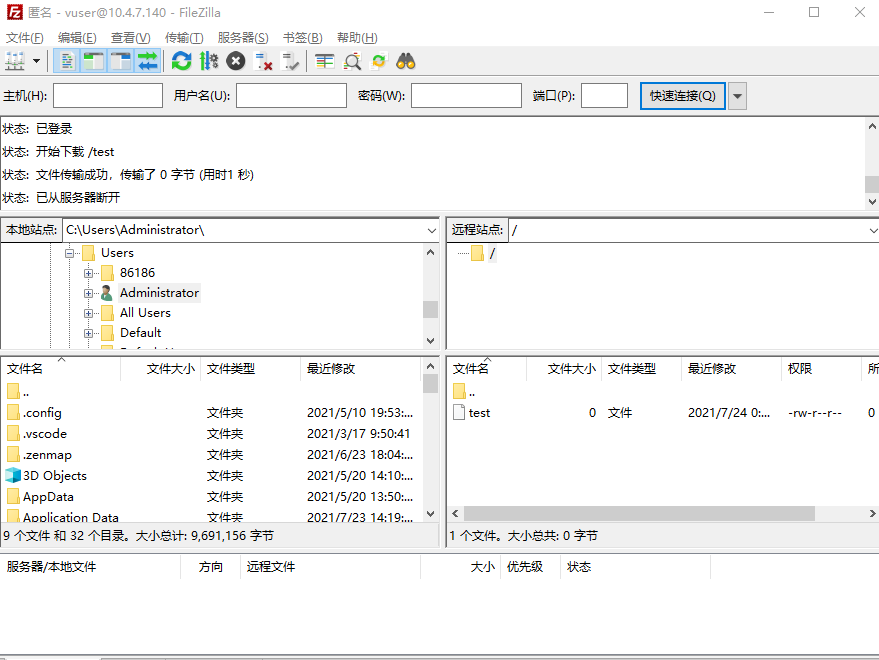 匿名 - vuser@10.4.7.140 - FileZilla
文件(F) 编辑(E) 查看(V) 传输(T) 服务器(S) 书签(B) 帮助(H)
主机(H): 用户名(U): 密码(W): 端口(P): 快速连接(Q)
状态: 已登录
状态: 开始下载 /test
状态: 文件传输成功，传输了 0 字节 (用时1 秒)
状态: 已从服务器断开
本地站点: C:\Users\Administrator\
Users
86186
Administrator
All Users
Default
远程站点: /
/
文件名 文件大小 文件类型 最近修改
..
.config 文件夹 2021/5/10 19:53:...
.vscode 文件夹 2021/3/17 9:50:41
.zenmap 文件夹 2021/6/23 18:04:...
3D Objects 文件夹 2021/5/20 14:10:...
AppData 文件夹 2021/5/20 13:50:...
Application Data 文件夹 2021/7/23 14:19:...
9 个文件 和 32 个目录。大小总计: 9,691,156 字节
文件名 文件大小 文件类型 最近修改 权限 所
..
test 0 文件 2021/7/24 0:... -rw-r--r-- 0
1 个文件。大小总共: 0 字节
服务器/本地文件 方向 远程文件 大小 优先级 状态